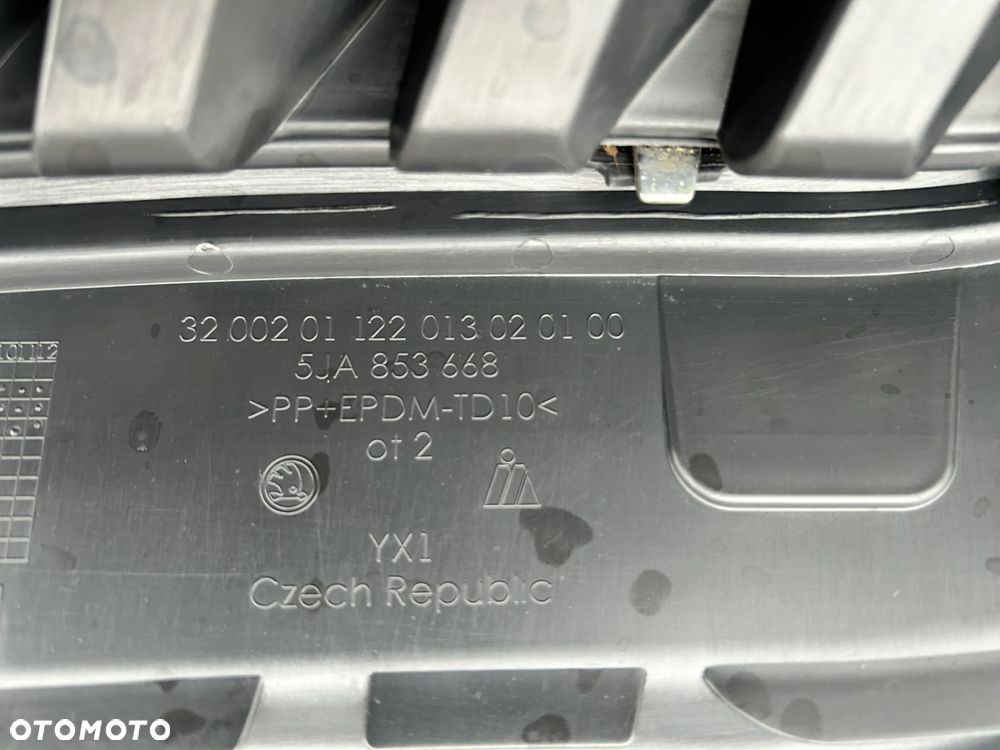 32 002 01 122 013 02 01 00
5JA 853 668
>PP+EPDM-TD10<
ot 2
YX1
Czech Republic
101112
OTOMOTO